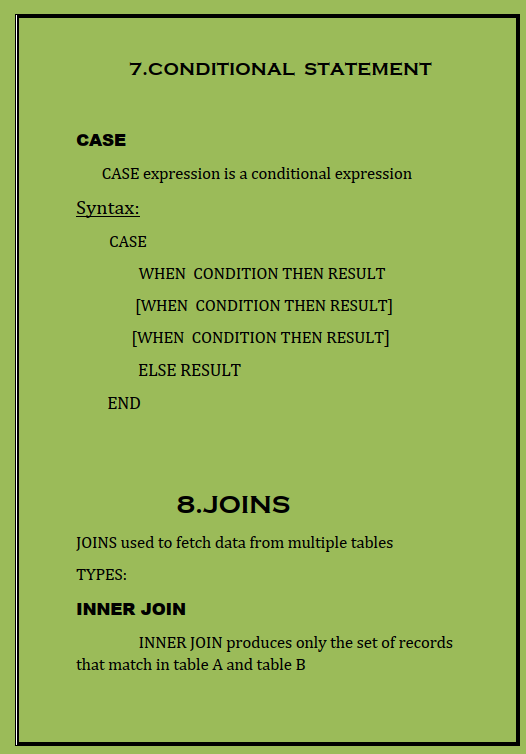 7.CONDITIONAL STATEMENT
CASE
CASE expression is a conditional expression
Syntax:
CASE
WHEN CONDITION THEN RESULT
[WHEN CONDITION THEN RESULT]
[WHEN CONDITION THEN RESULT]
ELSE RESULT
END
8.JOINS
JOINS used to fetch data from multiple tables
TYPES:
INNER JOIN
INNER JOIN produces only the set of records
that match in table A and table B